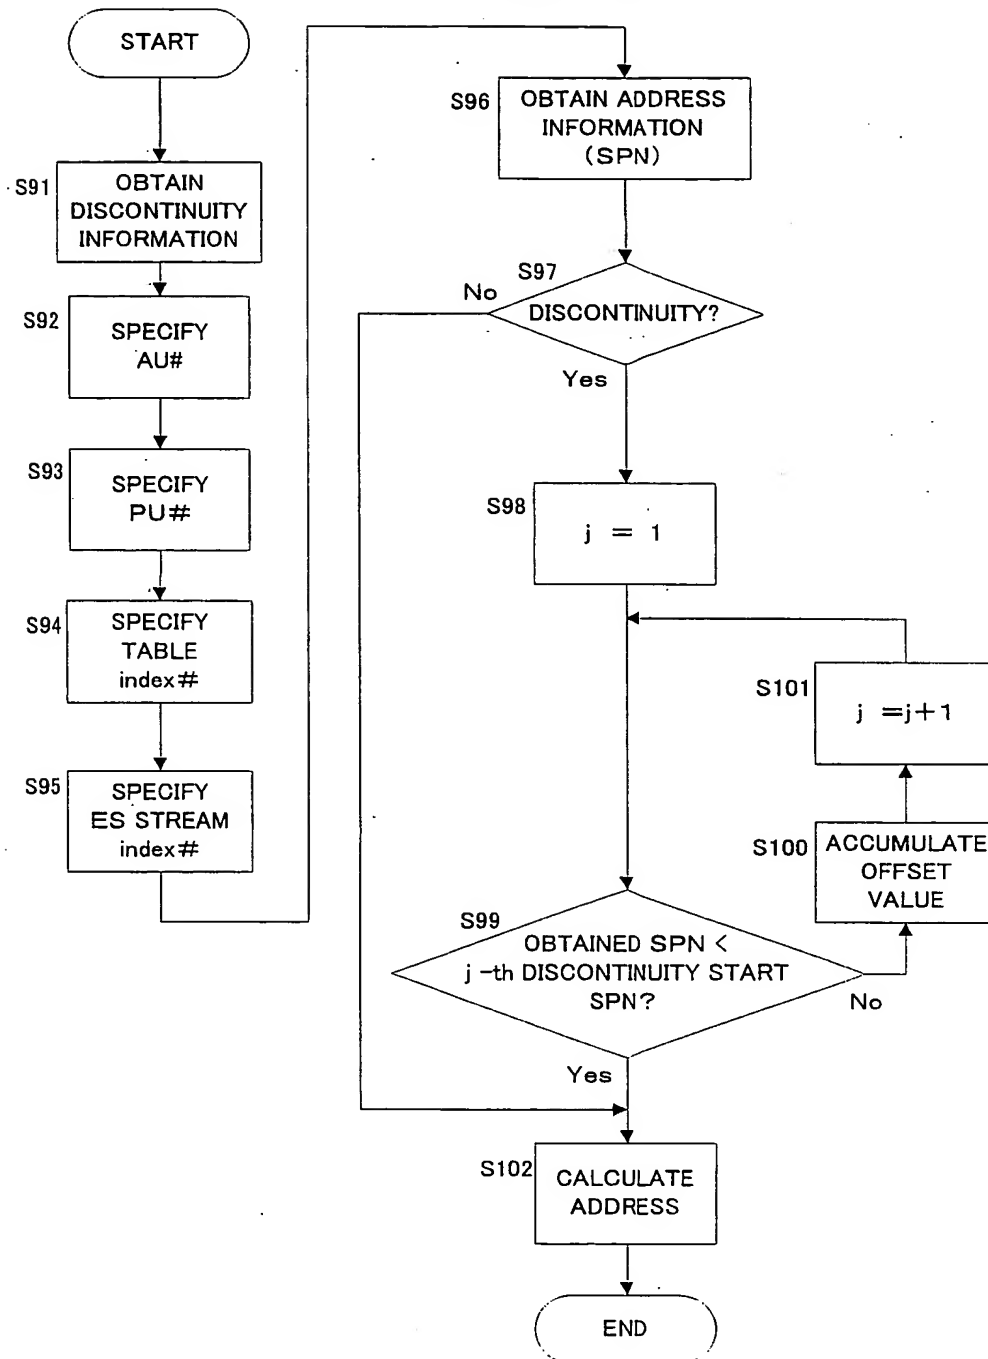 START
S91
OBTAIN
DISCONTINUITY
INFORMATION
S92
SPECIFY
AU#
S93
SPECIFY
PU#
S94
SPECIFY
TABLE
index#
S95
SPECIFY
ES STREAM
index#
S96
OBTAIN ADDRESS
INFORMATION
(SPN)
S97
No
DISCONTINUITY?
Yes
S98
j = 1
S101
j =j+1
S100
ACCUMULATE
OFFSET
VALUE
S99
OBTAINED SPN <
j -th DISCONTINUITY START
SPN?
No
Yes
S102
CALCULATE
ADDRESS
END